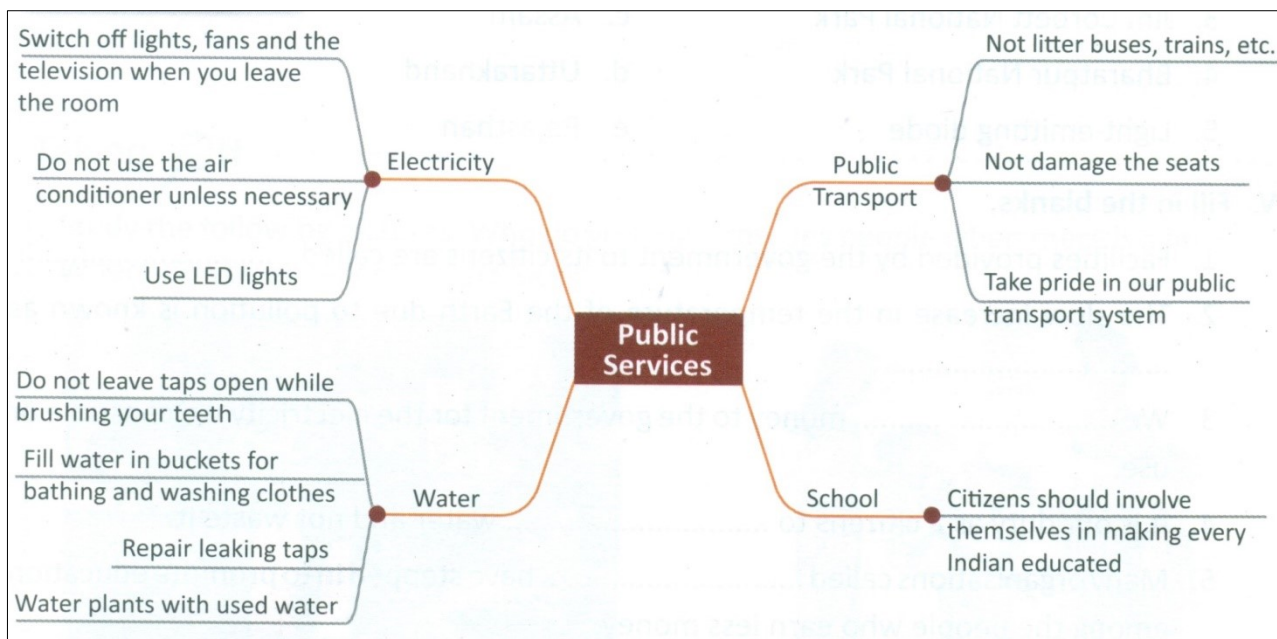 Switch off lights, fans and the
television when you leave
the room
Do not use the air
conditioner unless necessary
Use LED lights
Electricity
Do not leave taps open while
brushing your teeth
Fill water in buckets for
bathing and washing clothes
Repair leaking taps
Water plants with used water
Water
Public
Services
Not litter buses, trains, etc.
Not damage the seats
Take pride in our public
transport system
Public
Transport
School
Citizens should involve
themselves in making every
Indian educated